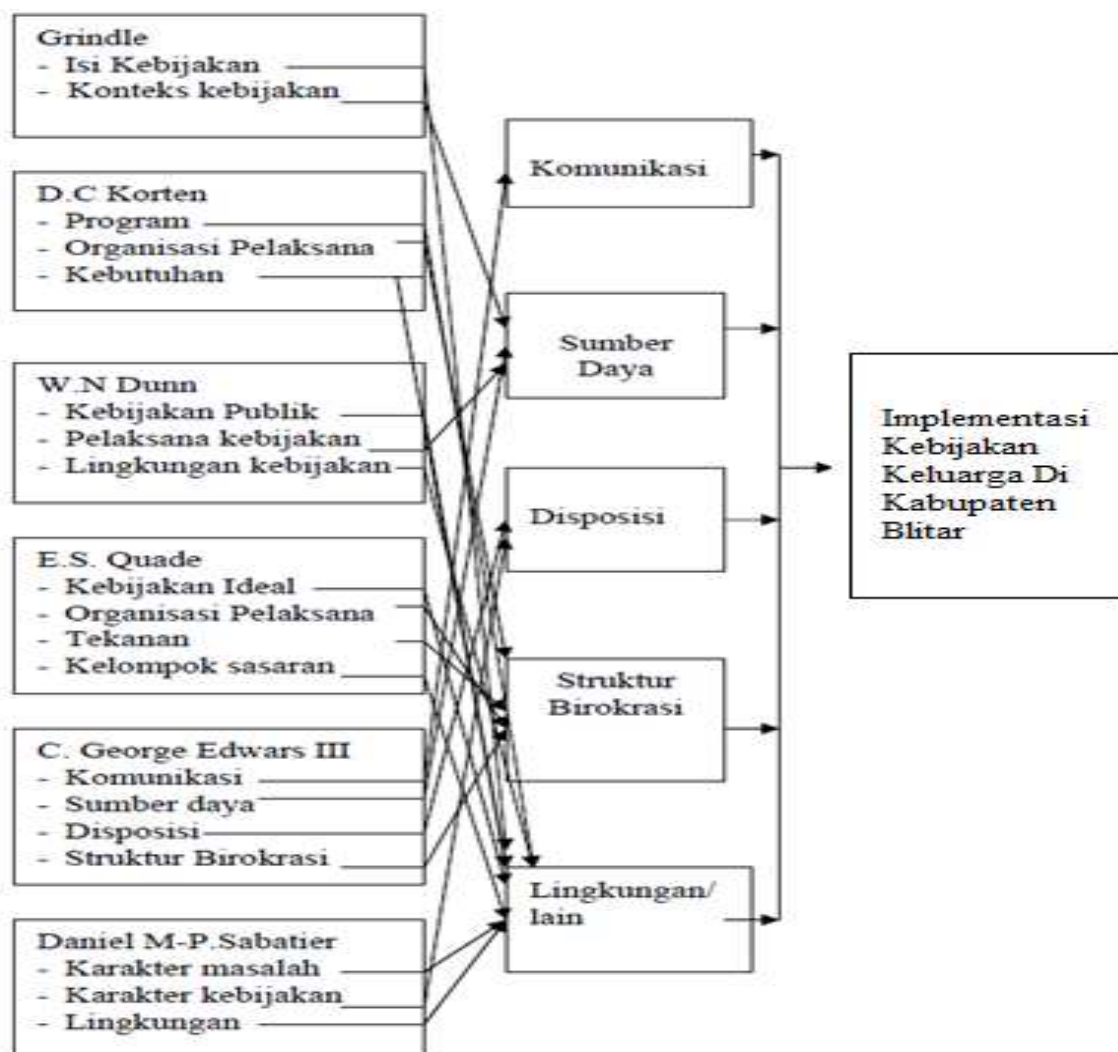 Grindle
- Isi Kebijakan
- Konteks kebijakan
D.C Korten
- Program
- Organisasi Pelaksana
- Kebutuhan
W.N Dunn
- Kebijakan Publik
- Pelaksana kebijakan
- Lingkungan kebijakan
E.S. Quade
- Kebijakan Ideal
- Organisasi Pelaksana
- Tekanan
- Kelompok sasaran
C. George Edwars III
- Komunikasi
- Sumber daya
- Disposisi
- Struktur Birokrasi
Daniel M-P.Sabatier
- Karakter masalah
- Karakter kebijakan
- Lingkungan
Komunikasi
Sumber
Daya
Disposisi
Struktur
Birokrasi
Lingkungan/
lain
Implementasi
Kebijakan
Keluarga Di
Kabupaten
Blitar